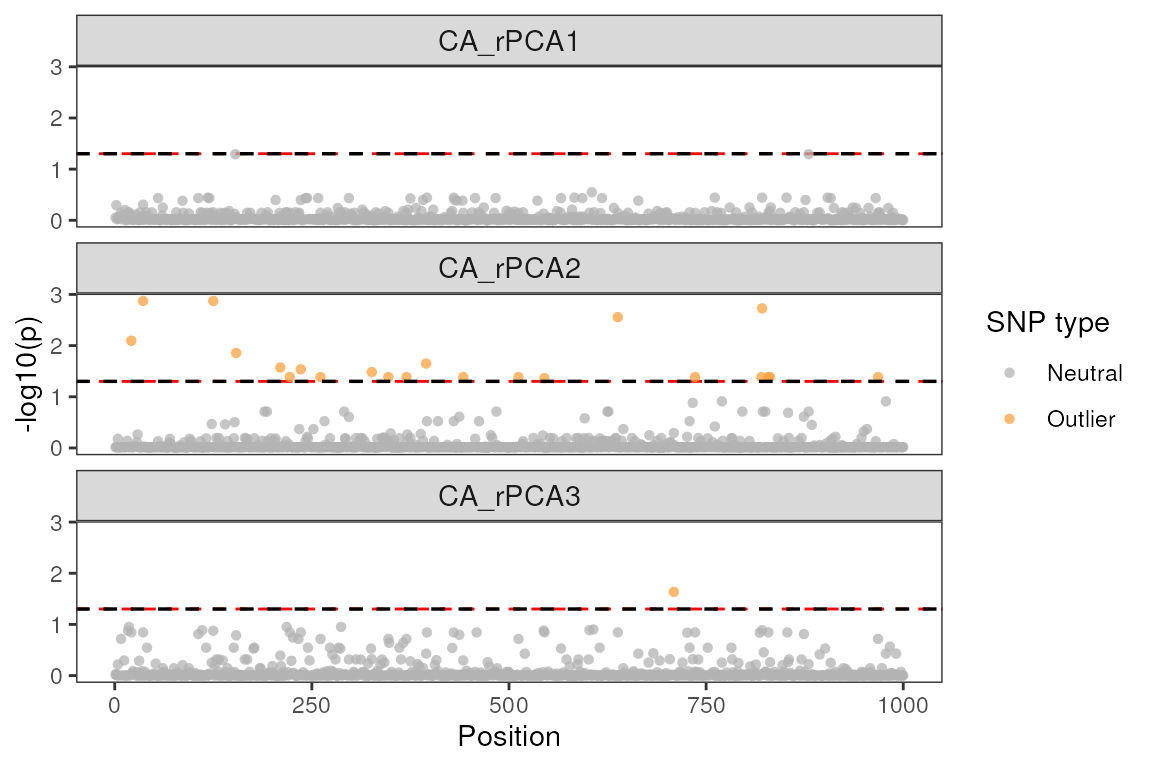 CA_rPCA1
3
2
1
0
CA_rPCA2
3
2
1
0
CA_rPCA3
3
2
1
0
0 250 500 750 1000
Position
-log10(p)
SNP type
Neutral
Outlier